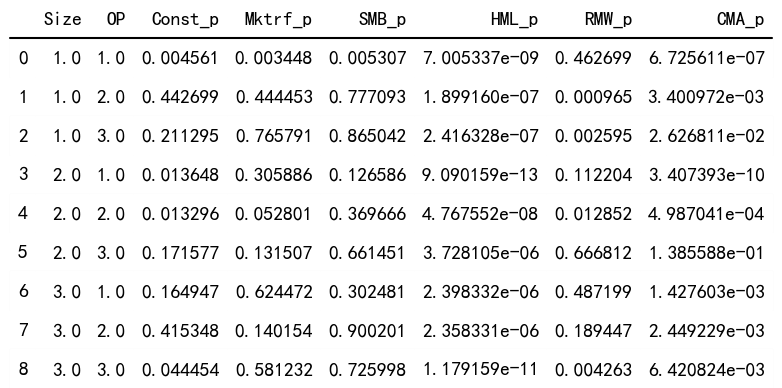 Size OP Const_p Mktrf_p SMB_p HML_p RMW_p CMA_p
0 1.0 1.0 0.004561 0.003448 0.005307 7.005337e-09 0.462699 6.725611e-07
1 1.0 2.0 0.442699 0.444453 0.777093 1.899160e-07 0.000965 3.400972e-03
2 1.0 3.0 0.211295 0.765791 0.865042 2.416328e-07 0.002595 2.626811e-02
3 2.0 1.0 0.013648 0.305886 0.126586 9.090159e-13 0.112204 3.407393e-10
4 2.0 2.0 0.013296 0.052801 0.369666 4.767552e-08 0.012852 4.987041e-04
5 2.0 3.0 0.171577 0.131507 0.661451 3.728105e-06 0.666812 1.385588e-01
6 3.0 1.0 0.164947 0.624472 0.302481 2.398332e-06 0.487199 1.427603e-03
7 3.0 2.0 0.415348 0.140154 0.900201 2.358331e-06 0.189447 2.449229e-03
8 3.0 3.0 0.044454 0.581232 0.725998 1.179159e-11 0.004263 6.420824e-03